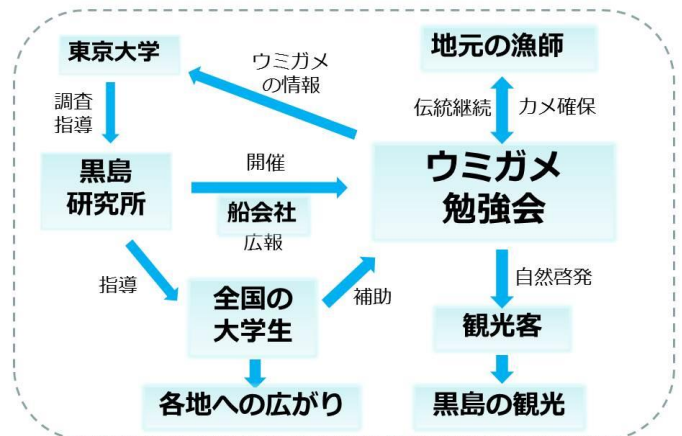 東京大学
ウミガメ
の情報
地元の漁師
調査
指導
伝統継続
カメ確保
黒島
研究所
開催
船会社
広報
ウミガメ
勉強会
指導
全国の
大学生
補助
自然啓発
観光客
各地への広がり
黒島の観光